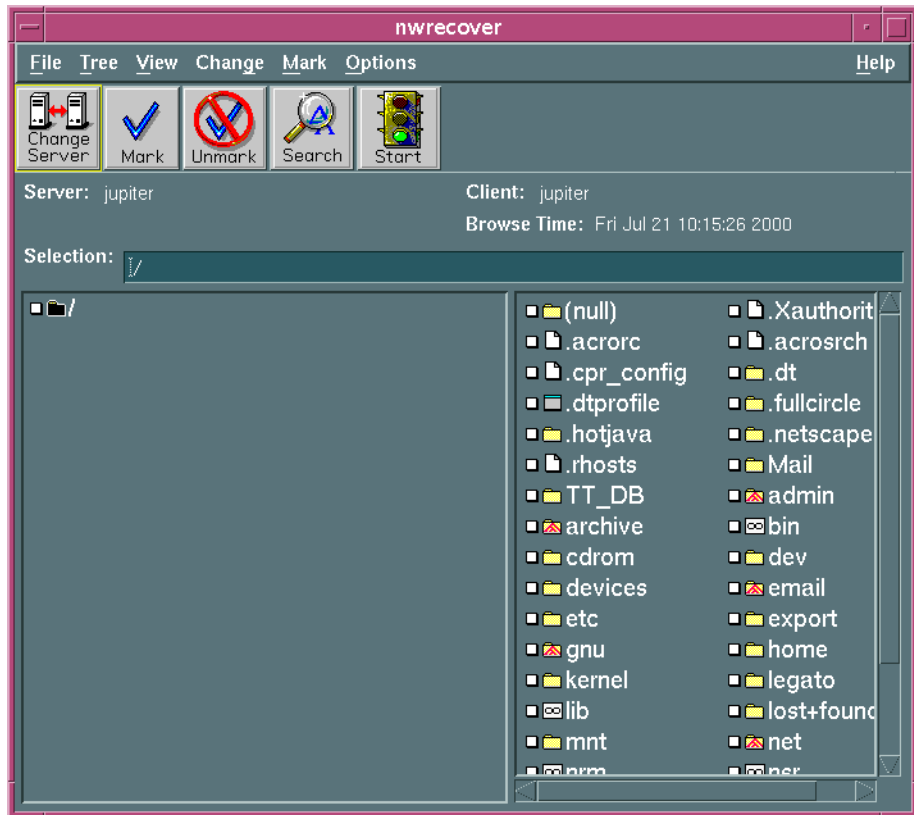 nwrecover
File Tree View Change Mark Options Help
Change Server Mark Unmark Search Start
Server: jupiter Client: jupiter
Browse Time: Fri Jul 21 10:15:26 2000
Selection: /
/
(null) .Xauthorit
.acrorc .acrosrch
.cpr_config .dt
.dtprofile .fullcircle
.hotjava .netscape
.rhosts Mail
TT_DB admin
archive bin
cdrom dev
devices email
etc export
gnu home
kernel legato
lib lost+found
mnt net
nrm nsr